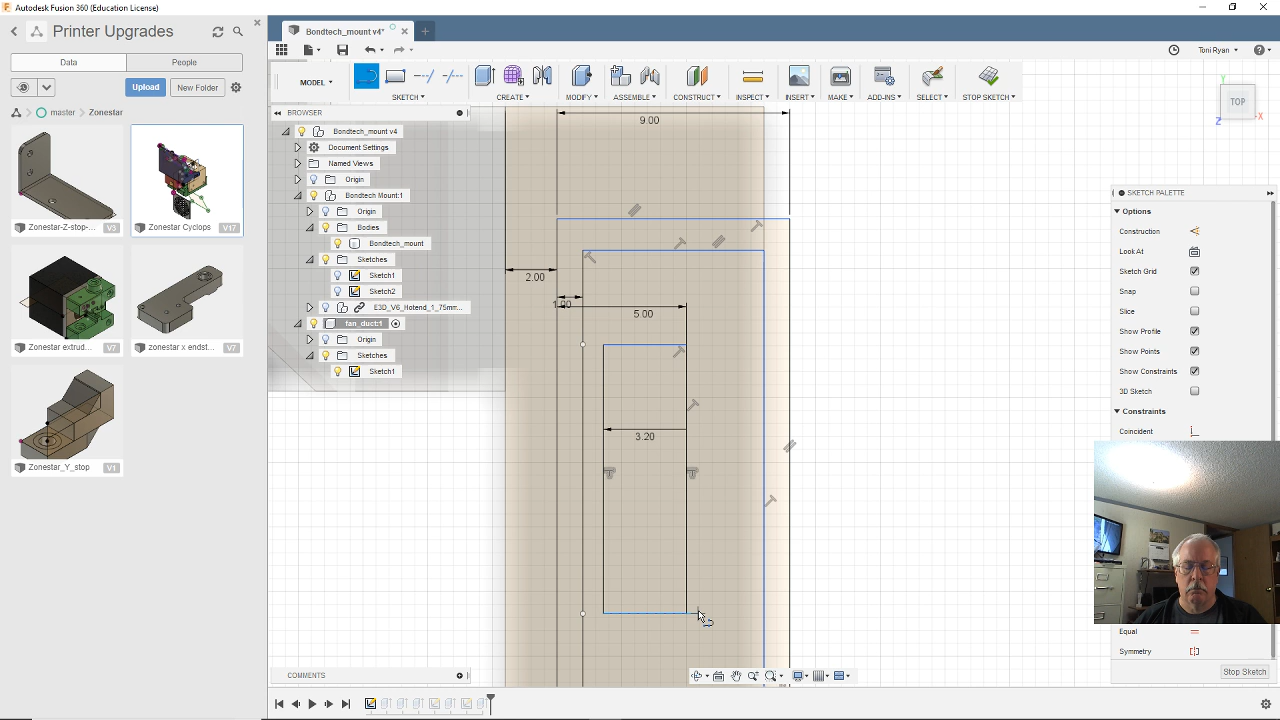 Autodesk Fusion 360 (Education License)
Printer Upgrades
Data
People
Upload
New Folder
Zonestar Cyclops
V17
V3
Zonestar extrud...
V7
zonestar x endst...
V7
Zonestar_Y_stop
V1
Bondtech_mount v4*
Toni Ryan
MODEL
SKETCH
CREATE
MODIFY
ASSEMBLE
CONSTRUCT
INSPECT
INSERT
MAKE
ADD-INS
SELECT
STOP SKETCH
BROWSER
Bondtech_mount v4
Document Settings
Named Views
Origin
Bondtech Mount:1
Origin
Bodies
Bondtech_mount
Sketches
Sketch1
Sketch2
E3D_V6_Hotend_1_75mm...
fan_duct:1
Origin
Sketches
Sketch1
9.00
2.00
1.00
5.00
3.20
TOP
Y
X
Z
SKETCH PALETTE
Options
Construction
Look At
Sketch Grid
Snap
Slice
Show Profile
Show Points
Show Constraints
3D Sketch
Constraints
Coincident
Equal
Symmetry
Stop Sketch
COMMENTS